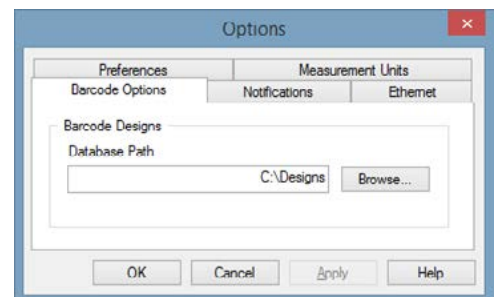 Options
Preferences Measurement Units
Barcode Options Notifications Ethernet
Barcode Designs
Database Path
C:\Designs Browse...
OK Cancel Apply Help